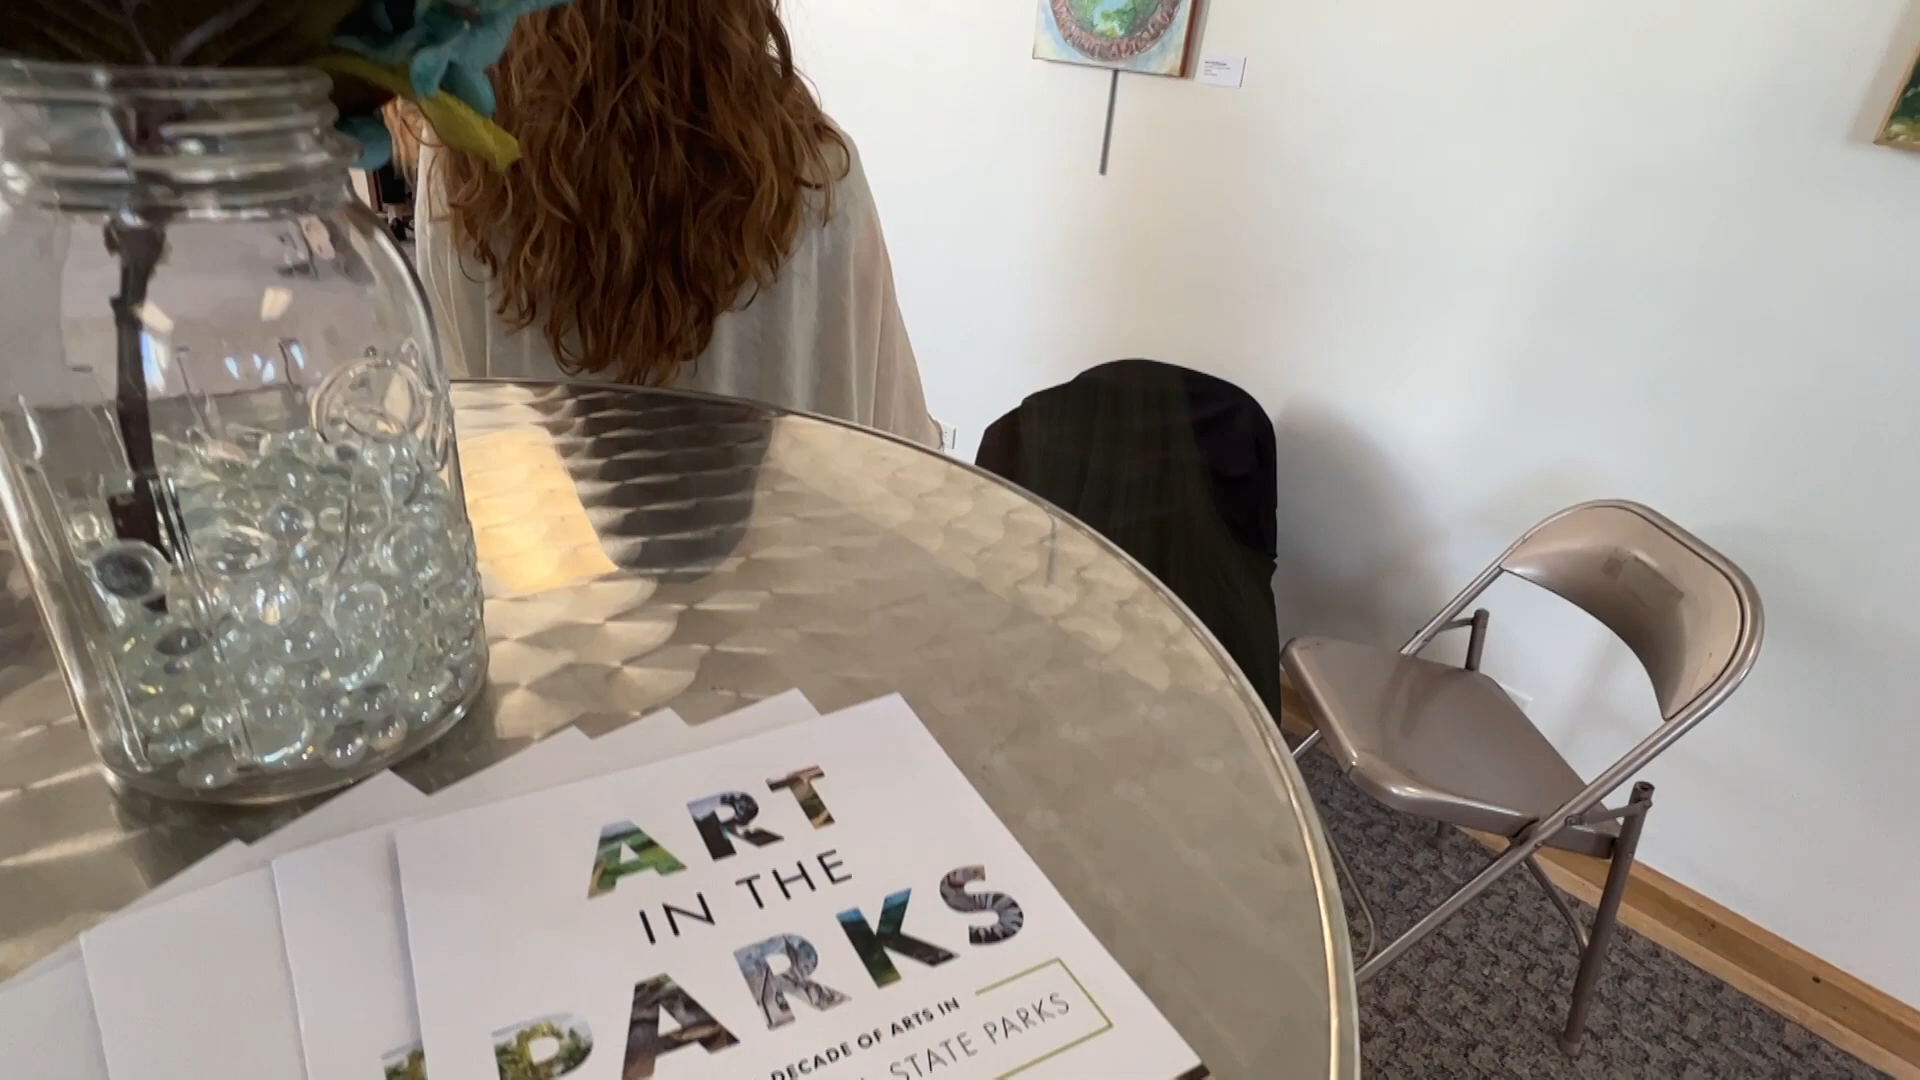 ART
IN THE
PARKS
DECADE OF ARTS IN
STATE PARKS